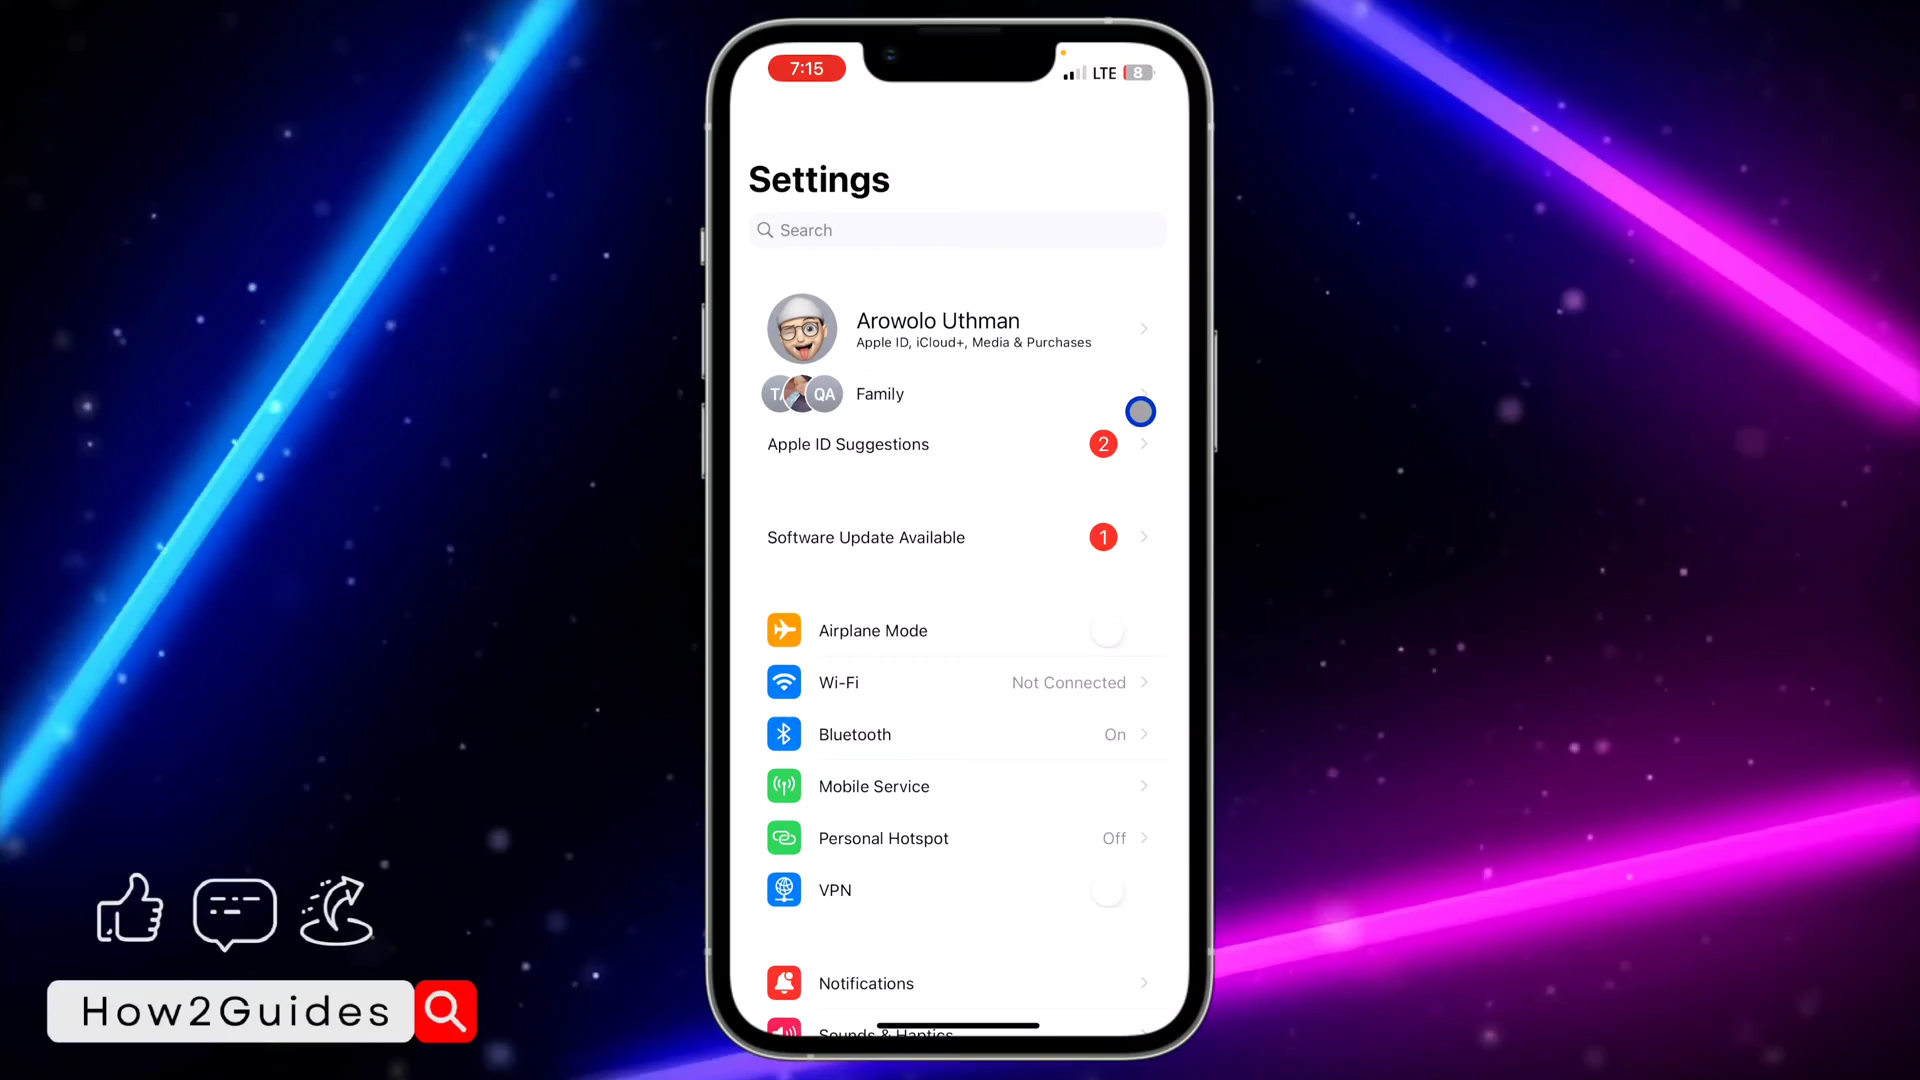 7:15
LTE 8
Settings
Search
Arowolo Uthman
Apple ID, iCloud+, Media & Purchases
QA
Family
Apple ID Suggestions 2
Software Update Available 1
Airplane Mode
Wi-Fi Not Connected
Bluetooth On
Mobile Service
Personal Hotspot Off
VPN
Notifications
Sounds & Haptics
How2Guides